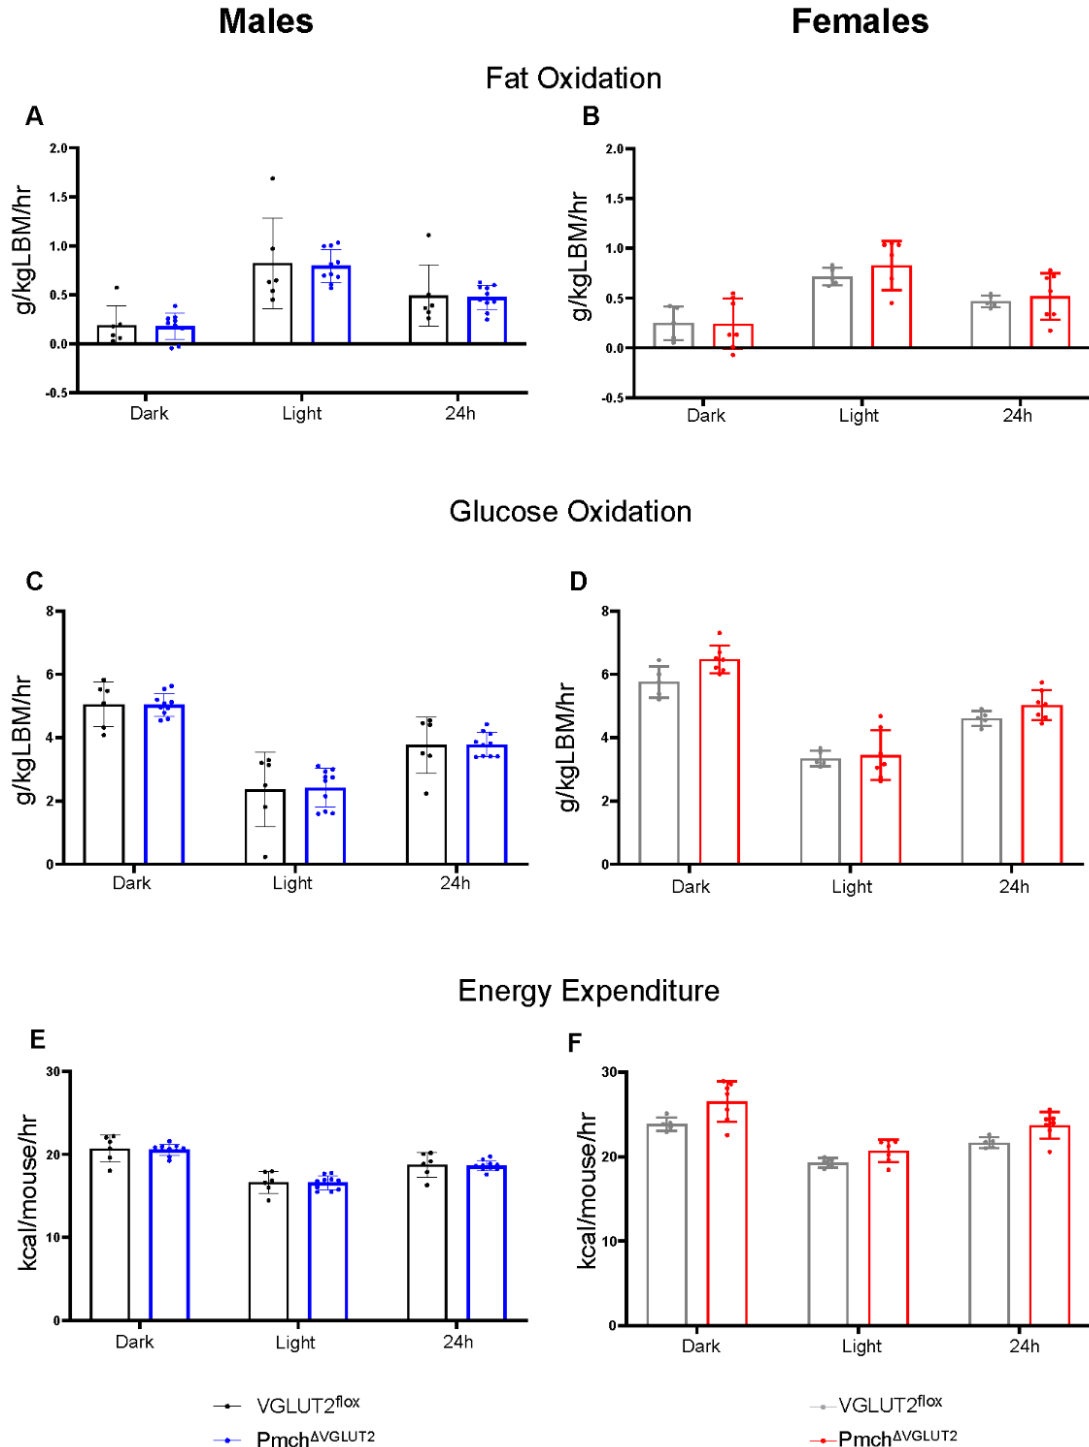 Males Females
Fat Oxidation
A B
2.0 2.0
1.5 1.5
1.0 1.0
0.5 0.5
0.0 0.0
-0.5 -0.5
g/kgLBM/hr g/kgLBM/hr
Dark Light 24h Dark Light 24h
Glucose Oxidation
C D
8 8
6 6
4 4
2 2
0 0
g/kgLBM/hr g/kgLBM/hr
Dark Light 24h Dark Light 24h
Energy Expenditure
E F
30 30
20 20
10 10
0 0
kcal/mouse/hr kcal/mouse/hr
Dark Light 24h Dark Light 24h
VGLUT2flox VGLUT2flox
PmchΔVGLUT2 PmchΔVGLUT2